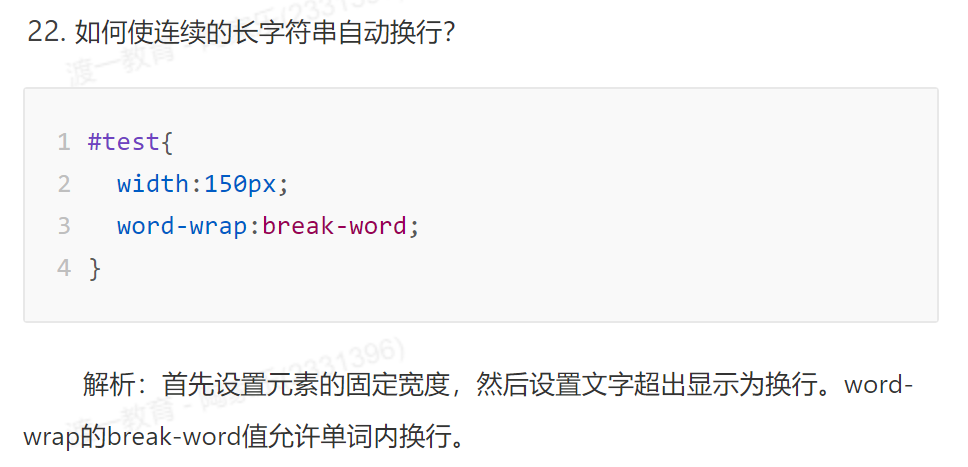 22. 如何使连续的长字符串自动换行？
1 #test{
2   width:150px;
3   word-wrap:break-word;
4 }
解析：首先设置元素的固定宽度，然后设置文字超出显示为换行。word-
wrap的break-word值允许单词内换行。